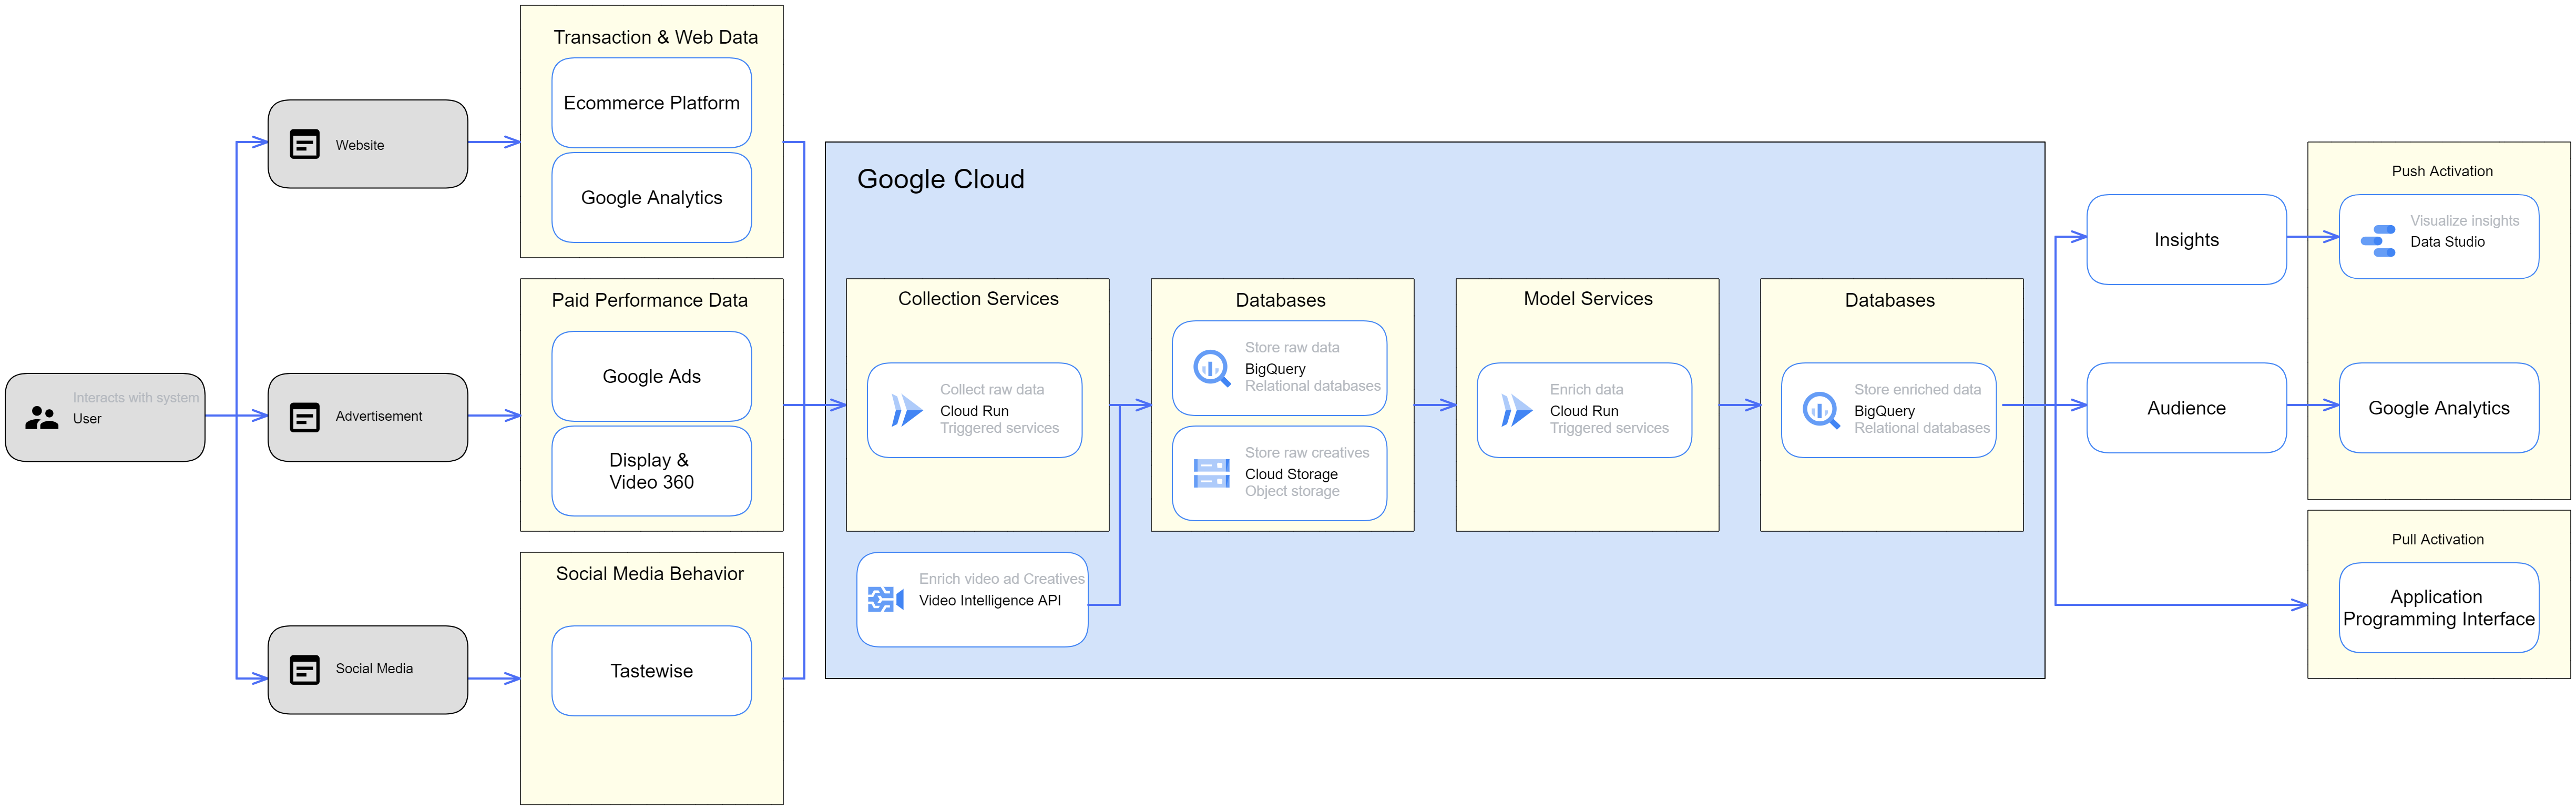 Interacts with system
User
Website
Advertisement
Social Media
Transaction & Web Data
Ecommerce Platform
Google Analytics
Paid Performance Data
Google Ads
Display &
Video 360
Social Media Behavior
Tastewise
Google Cloud
Collection Services
Collect raw data
Cloud Run
Triggered services
Enrich video ad Creatives
Video Intelligence API
Databases
Store raw data
BigQuery
Relational databases
Store raw creatives
Cloud Storage
Object storage
Model Services
Enrich data
Cloud Run
Triggered services
Databases
Store enriched data
BigQuery
Relational databases
Insights
Audience
Push Activation
Visualize insights
Data Studio
Google Analytics
Pull Activation
Application
Programming Interface